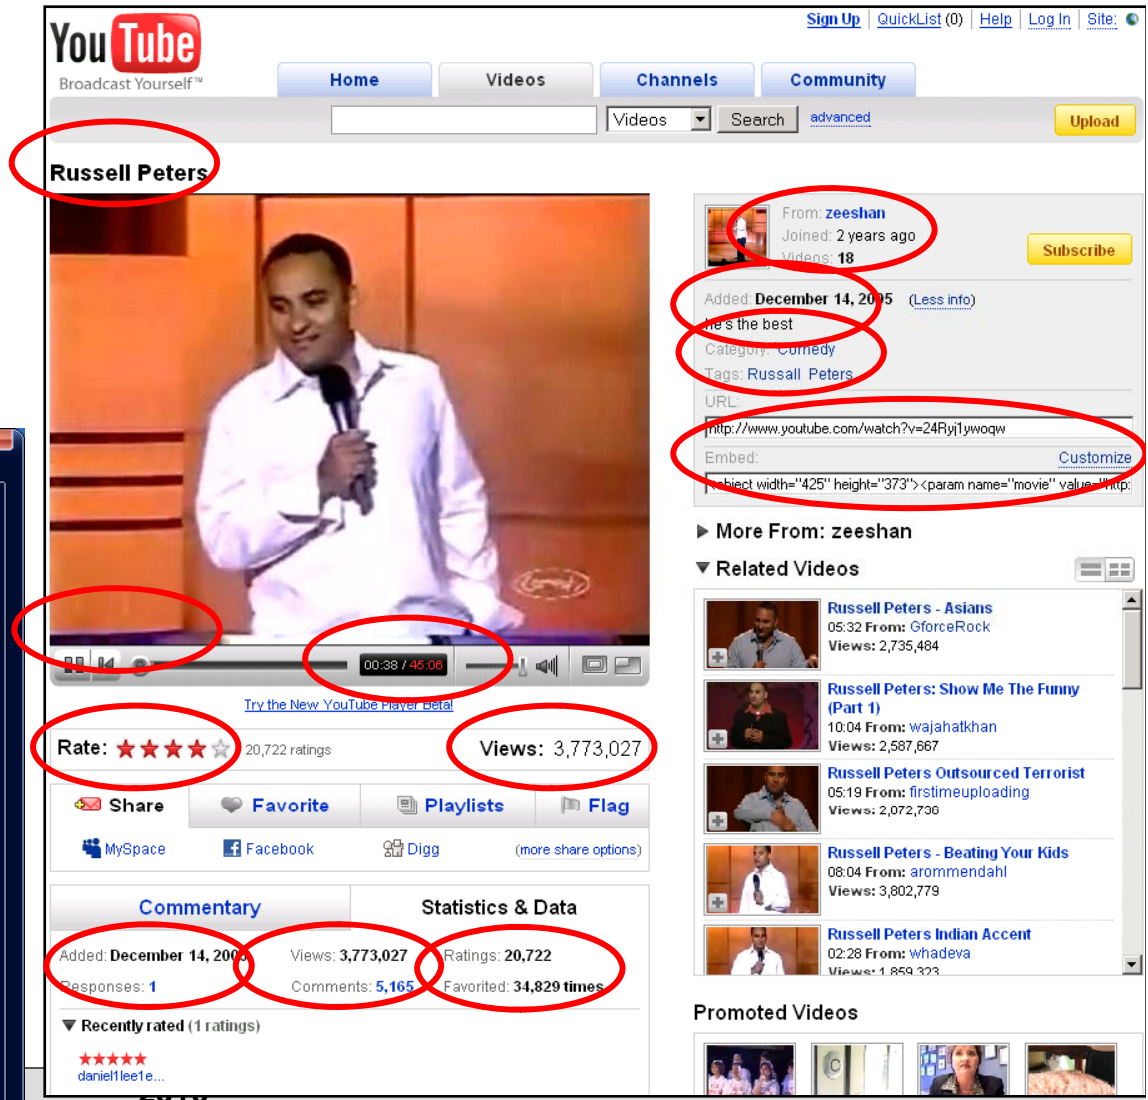 Sign Up QuickList (0) Help Log In Site:
You Tube
Broadcast Yourself™
Home Videos Channels Community
Videos Search advanced Upload
Russell Peters
From: zeeshan
Joined: 2 years ago
Videos: 18
Subscribe
Added: December 14, 2005 (Less info)
he's the best
Category: Comedy
Tags: Russall Peters
URL:
http://www.youtube.com/watch?v=24Ryj1ywoqw
Embed: Customize
<object width="425" height="373"><param name="movie" value="http:
00:38 / 45:06
Try the New YouTube Player Beta!
Rate: 20,722 ratings Views: 3,773,027
Share Favorite Playlists Flag
MySpace Facebook Digg (more share options)
Commentary Statistics & Data
Added: December 14, 2005 Views: 3,773,027 Ratings: 20,722
Responses: 1 Comments: 5,165 Favorited: 34,829 times
Recently rated (1 ratings)
daniel1lee1e...
More From: zeeshan
Related Videos
Russell Peters - Asians
05:32 From: GforceRock
Views: 2,735,484
Russell Peters: Show Me The Funny
(Part 1)
10:04 From: wajahatkhan
Views: 2,587,667
Russell Peters Outsourced Terrorist
05:19 From: firstimeuploading
Views: 2,072,736
Russell Peters - Beating Your Kids
08:04 From: arommendahl
Views: 3,802,779
Russell Peters Indian Accent
02:28 From: whadeva
Views: 1,859,323
Promoted Videos